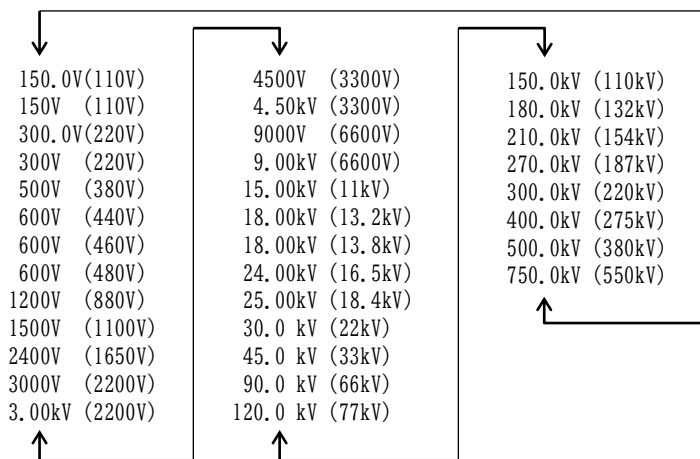 150.0V(110V)
150V (110V)
300.0V(220V)
300V (220V)
500V (380V)
600V (440V)
600V (460V)
600V (480V)
1200V (880V)
1500V (1100V)
2400V (1650V)
3000V (2200V)
3.00kV (2200V)
4500V (3300V)
4.50kV (3300V)
9000V (6600V)
9.00kV (6600V)
15.00kV (11kV)
18.00kV (13.2kV)
18.00kV (13.8kV)
24.00kV (16.5kV)
25.00kV (18.4kV)
30.0 kV (22kV)
45.0 kV (33kV)
90.0 kV (66kV)
120.0 kV (77kV)
150.0kV (110kV)
180.0kV (132kV)
210.0kV (154kV)
270.0kV (187kV)
300.0kV (220kV)
400.0kV (275kV)
500.0kV (380kV)
750.0kV (550kV)